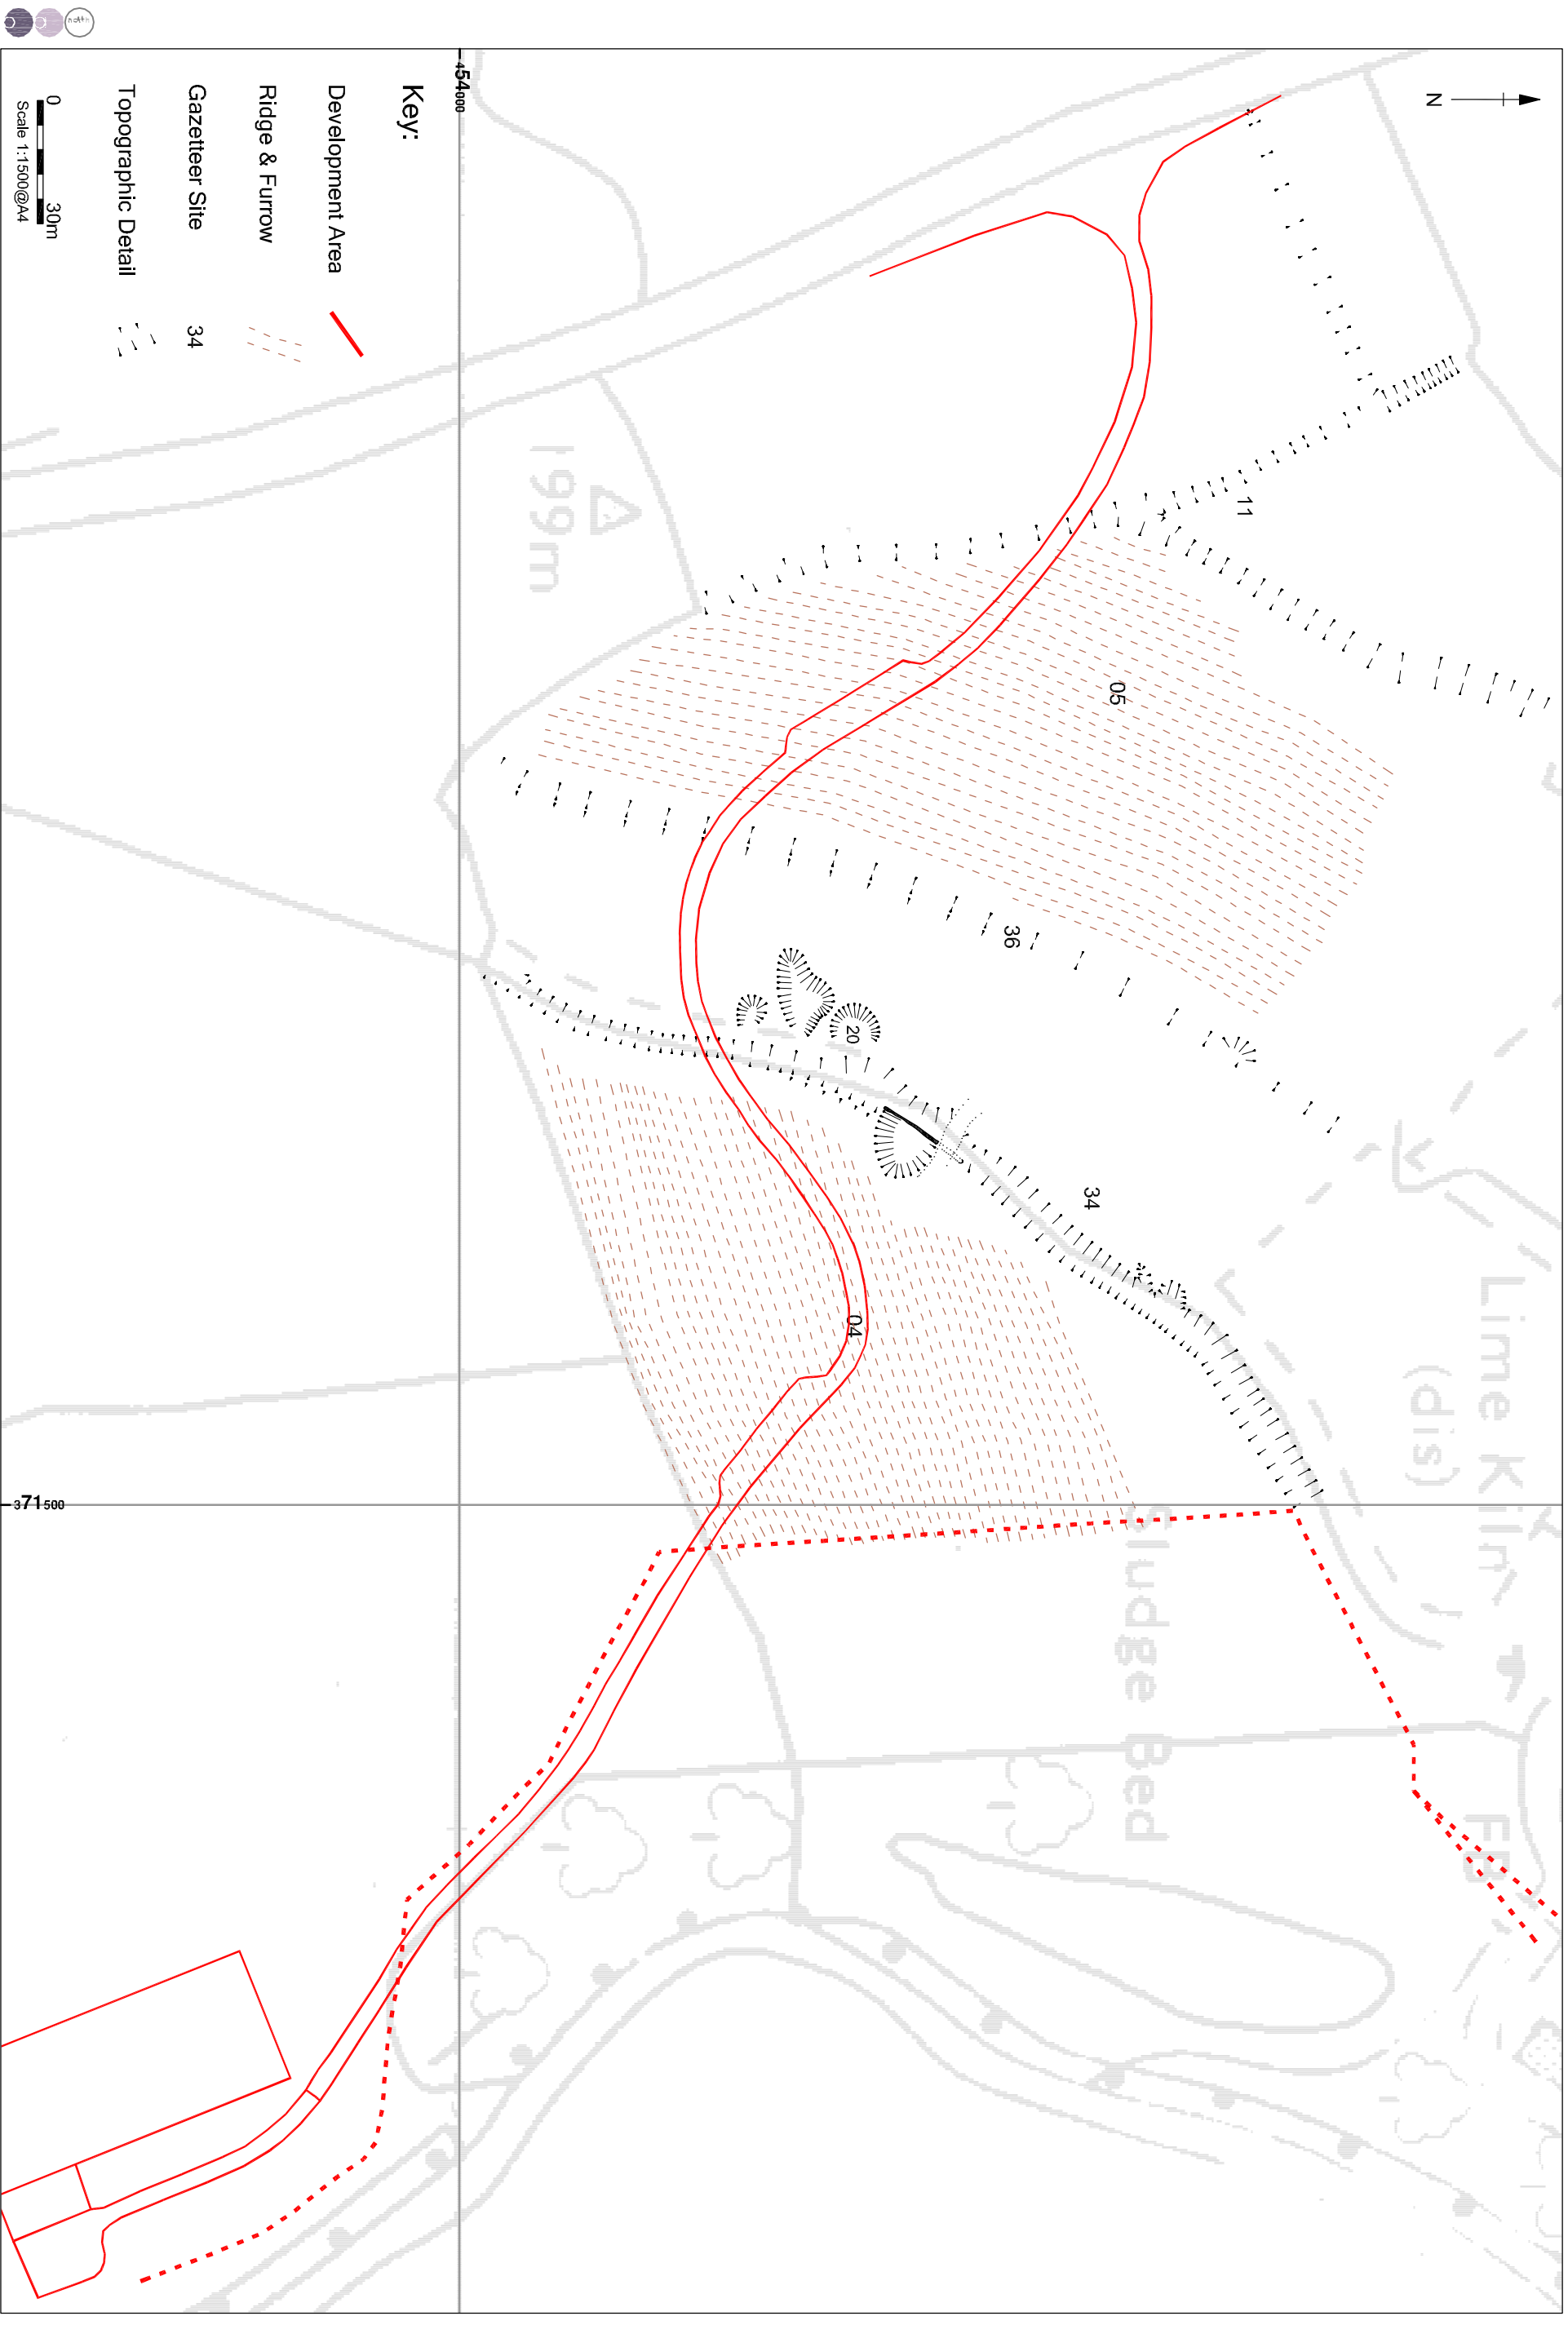 N
454000
Key:
Development Area
Ridge & Furrow
Gazetteer Site
34
Topographic Detail
0
30m
Scale 1:1500@A4
north
199m
11
05
36
20
34
04
371500
Lime Kiln
(dis)
Sludge Bed
FB